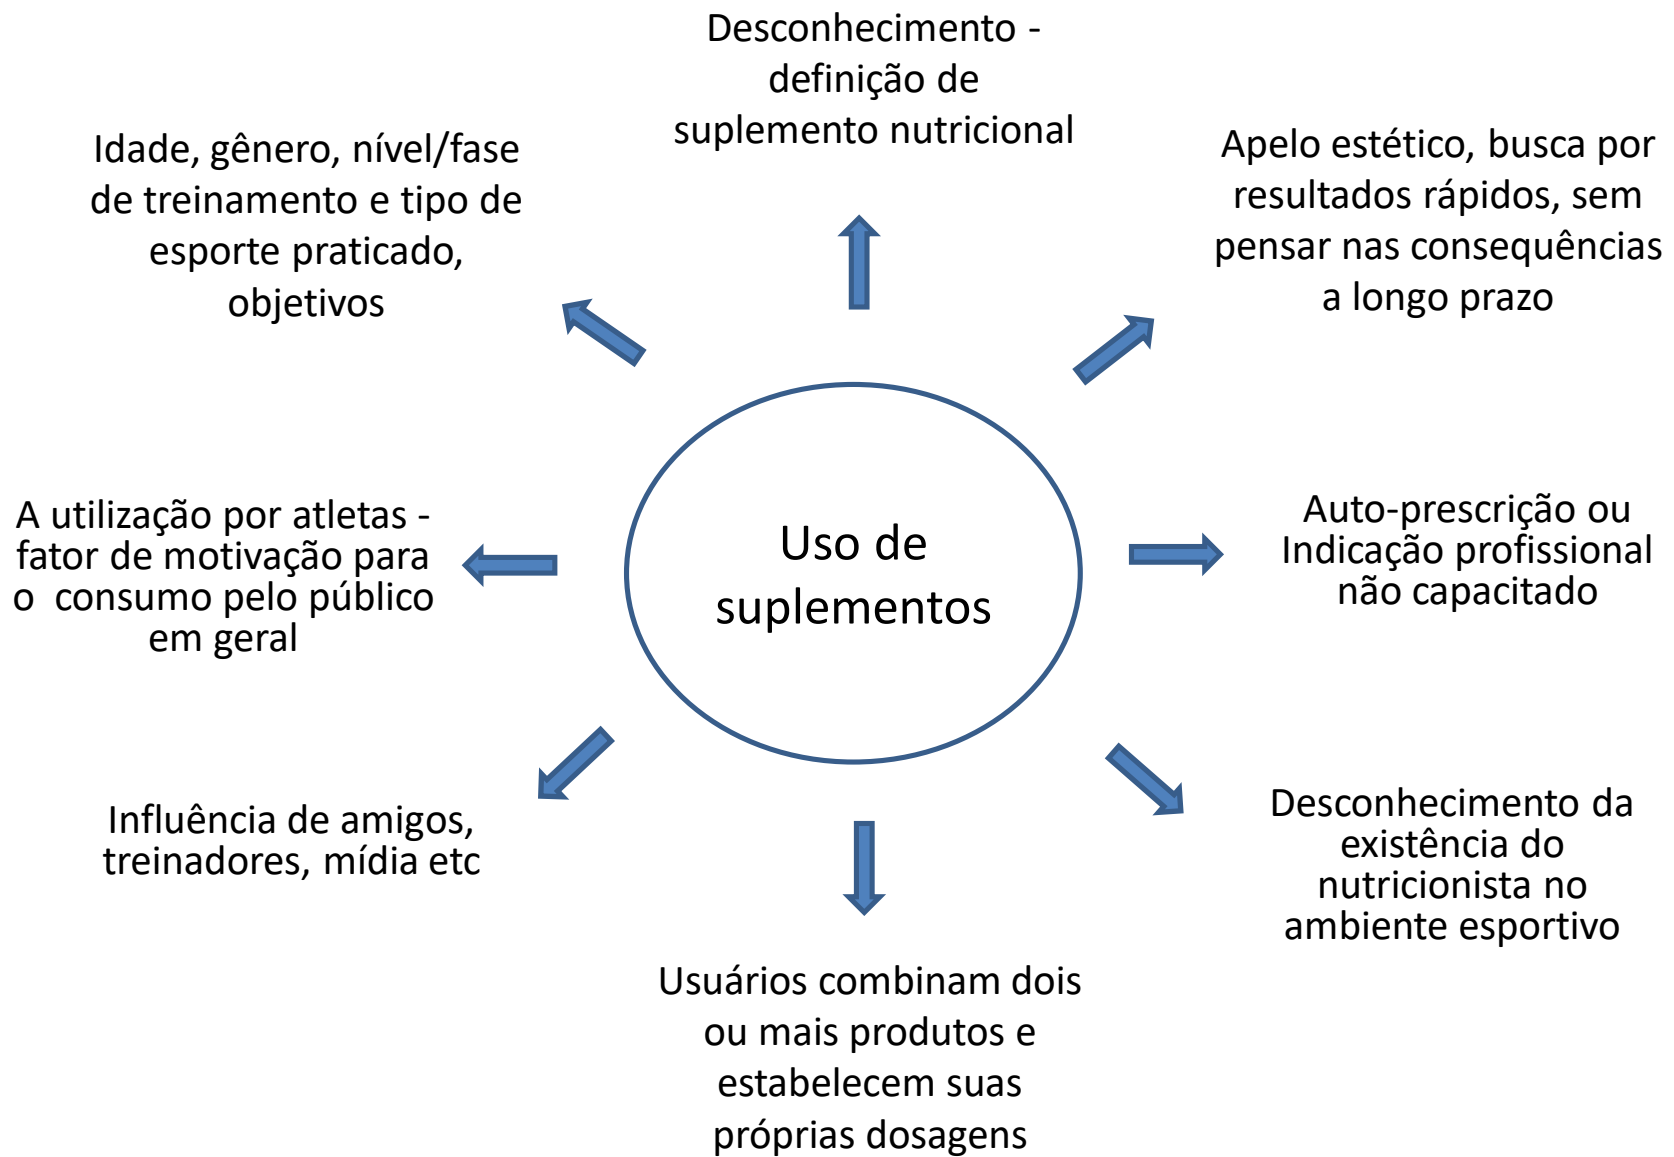 Desconhecimento -
definição de
suplemento nutricional
Idade, gênero, nível/fase
de treinamento e tipo de
esporte praticado,
objetivos
Apelo estético, busca por
resultados rápidos, sem
pensar nas consequências
a longo prazo
A utilização por atletas -
fator de motivação para
o consumo pelo público
em geral
Uso de
suplementos
Auto-prescrição ou
Indicação profissional
não capacitado
Influência de amigos,
treinadores, mídia etc
Desconhecimento da
existência do
nutricionista no
ambiente esportivo
Usuários combinam dois
ou mais produtos e
estabelecem suas
próprias dosagens